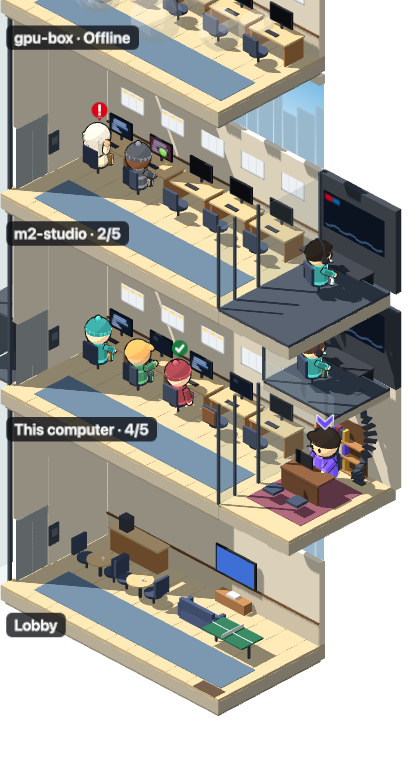 gpu-box · Offline
m2-studio · 2/5
This computer · 4/5
Lobby